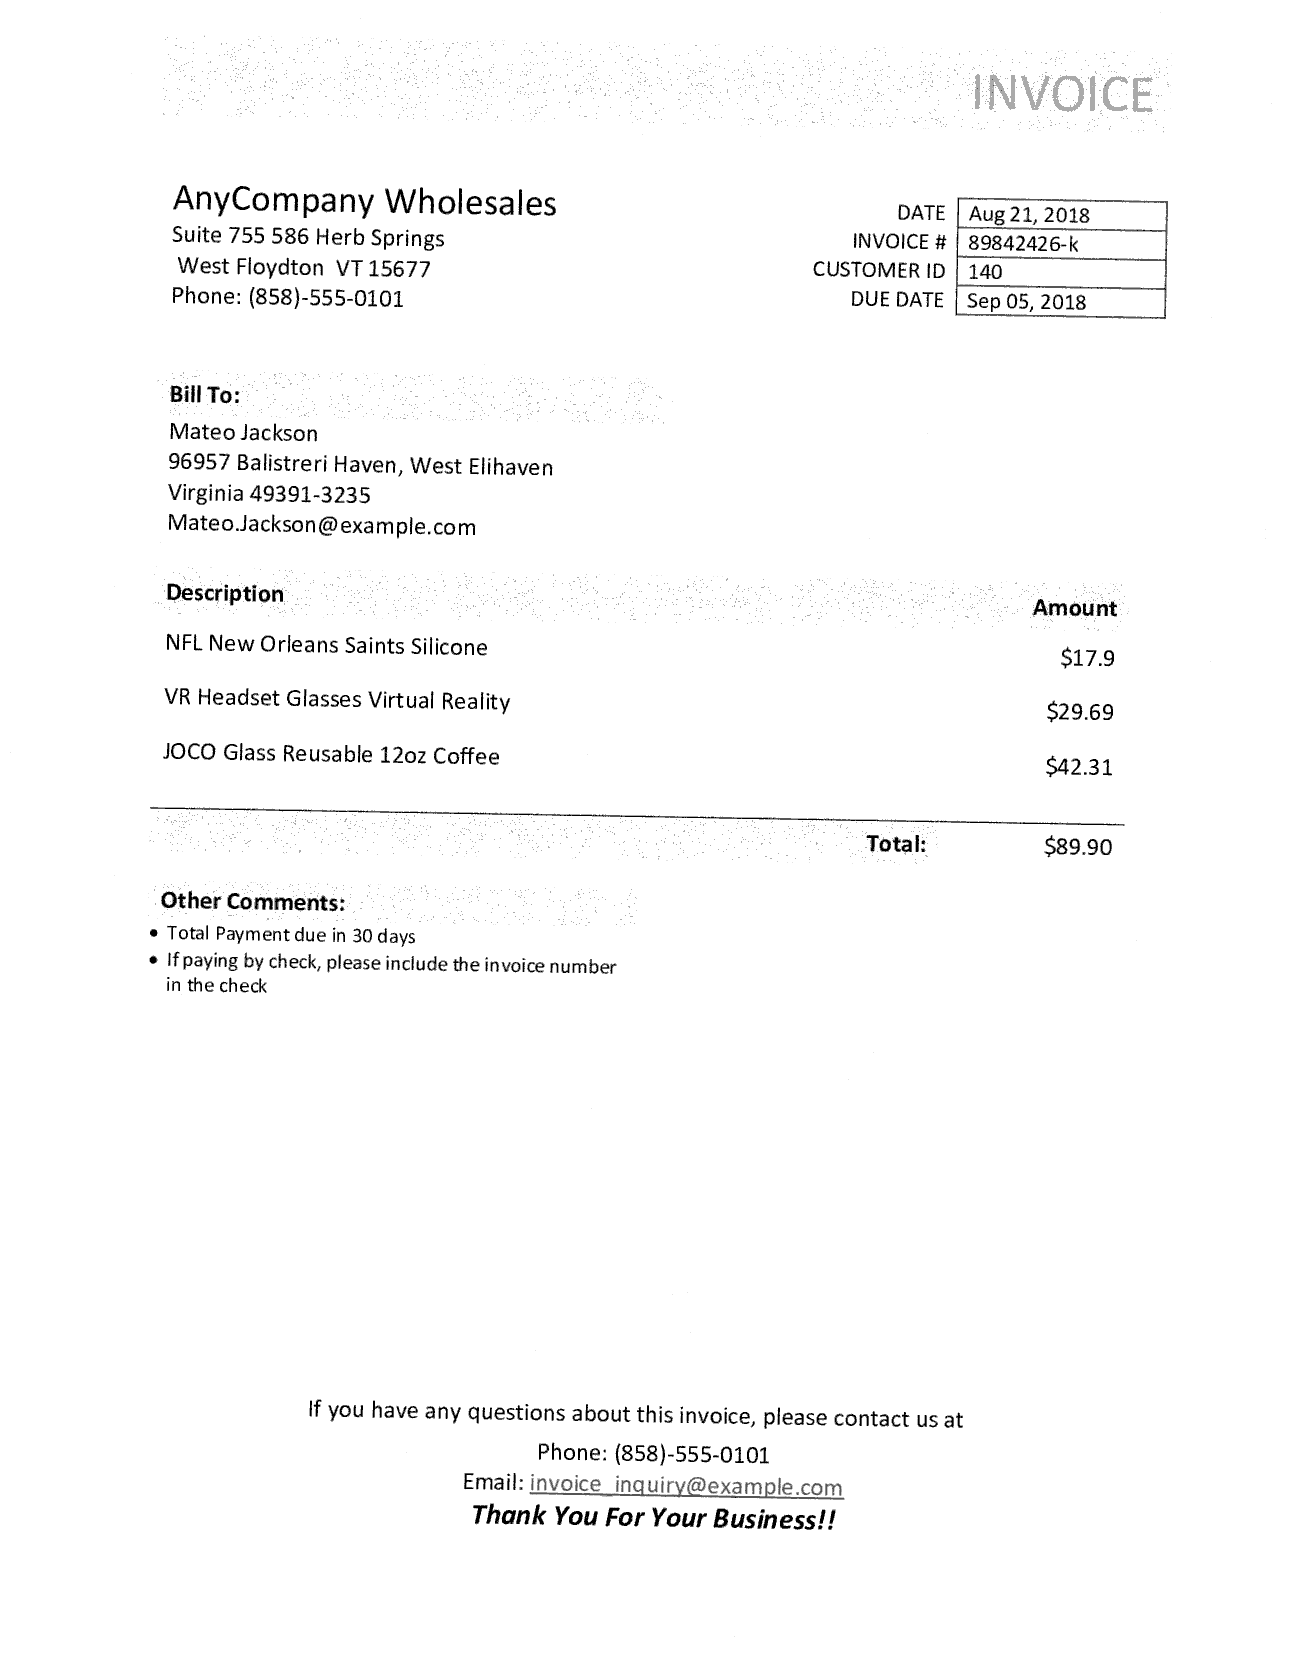 INVOICE
AnyCompany Wholesales
Suite 755 586 Herb Springs
West Floydton VT 15677
Phone: (858)-555-0101
DATE Aug 21, 2018
INVOICE # 89842426-k
CUSTOMER ID 140
DUE DATE Sep 05, 2018
Bill To:
Mateo Jackson
96957 Balistreri Haven, West Elihaven
Virginia 49391-3235
Mateo.Jackson@example.com
Description Amount
NFL New Orleans Saints Silicone $17.9
VR Headset Glasses Virtual Reality $29.69
JOCO Glass Reusable 12oz Coffee $42.31
Total: $89.90
Other Comments:
• Total Payment due in 30 days
• If paying by check, please include the invoice number
in the check
If you have any questions about this invoice, please contact us at
Phone: (858)-555-0101
Email: invoice_inquiry@example.com
Thank You For Your Business!!